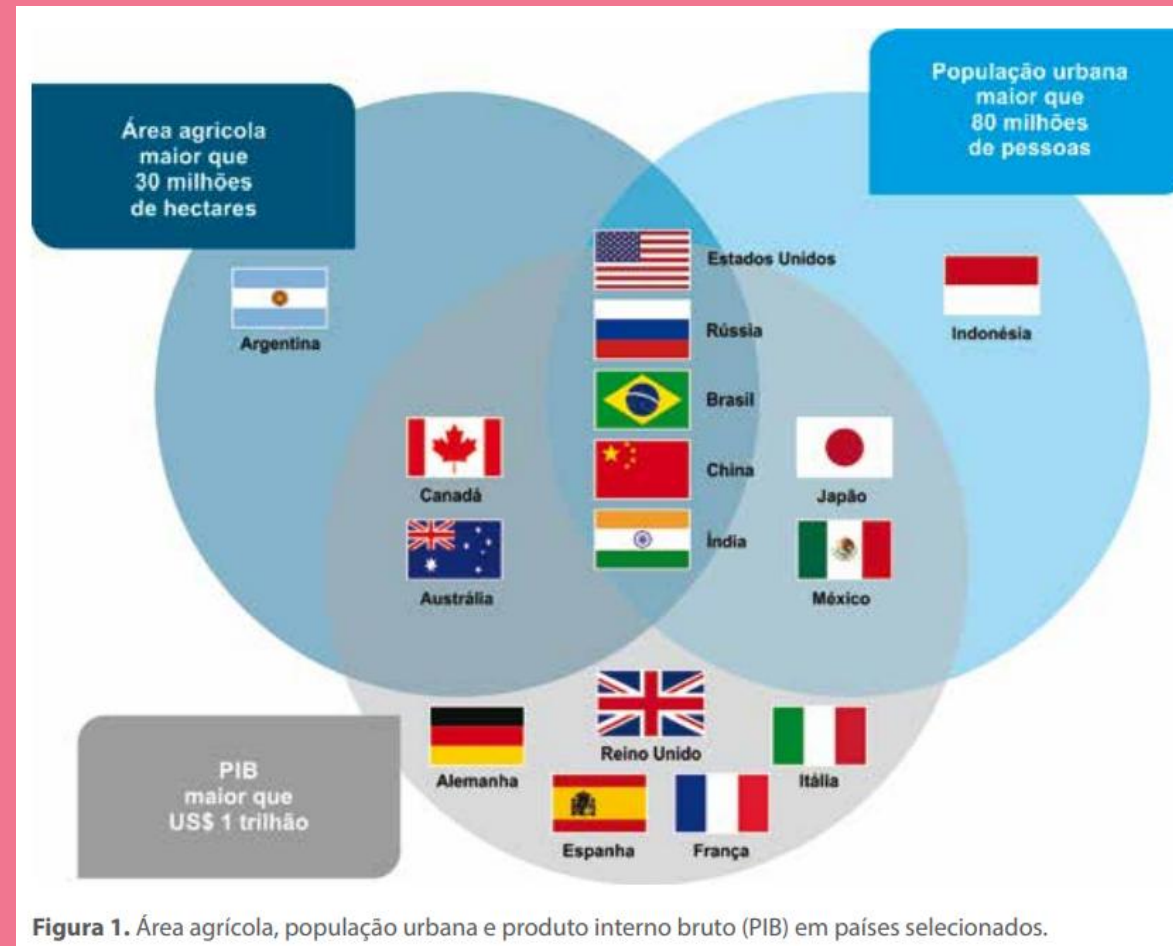 Área agricola
maior que
30 milhões
de hectares
População urbana
maior que
80 milhões
de pessoas
Estados Unidos
Argentina
Indonésia
Rússia
Brasil
Canadá
China
Japão
Austrália
Índia
México
PIB
maior que
US$ 1 trilhão
Alemanha
Reino Unido
Itália
Espanha
França
Figura 1. Área agrícola, população urbana e produto interno bruto (PIB) em países selecionados.